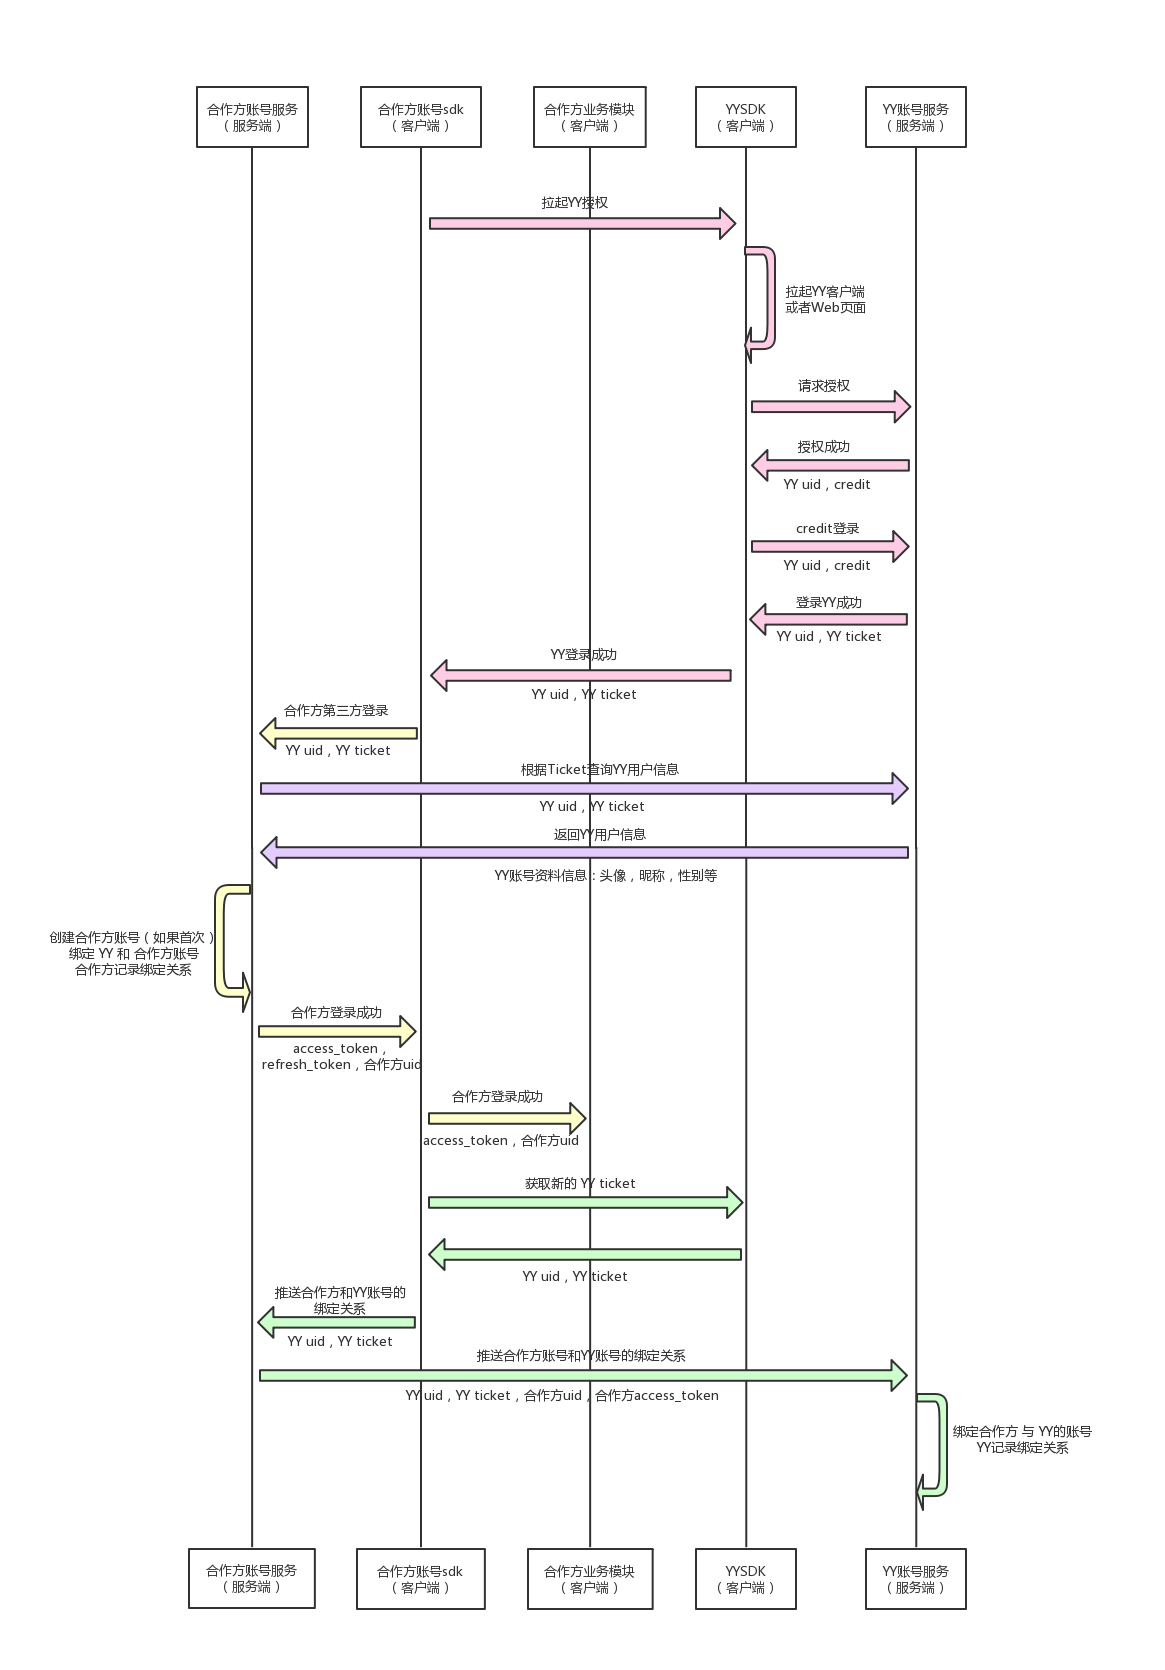 合作方账号服务
（服务端）
合作方账号sdk
（客户端）
合作方业务模块
（客户端）
YYSDK
（客户端）
YY账号服务
（服务端）
拉起YY授权
拉起YY客户端
或者Web页面
请求授权
授权成功
YY uid，credit
credit登录
YY uid，credit
登录YY成功
YY uid，YY ticket
YY登录成功
YY uid，YY ticket
合作方第三方登录
YY uid，YY ticket
根据Ticket查询YY用户信息
YY uid，YY ticket
返回YY用户信息
YY账号资料信息：头像，昵称，性别等
创建合作方账号（如果首次）
绑定 YY 和 合作方账号
合作方记录绑定关系
合作方登录成功
access_token，
refresh_token，合作方uid
合作方登录成功
access_token，合作方uid
获取新的 YY ticket
YY uid，YY ticket
推送合作方和YY账号的
绑定关系
YY uid，YY ticket
推送合作方账号和YY账号的绑定关系
YY uid，YY ticket，合作方uid，合作方access_token
绑定合作方 与 YY的账号
YY记录绑定关系
合作方账号服务
（服务端）
合作方账号sdk
（客户端）
合作方业务模块
（客户端）
YYSDK
（客户端）
YY账号服务
（服务端）